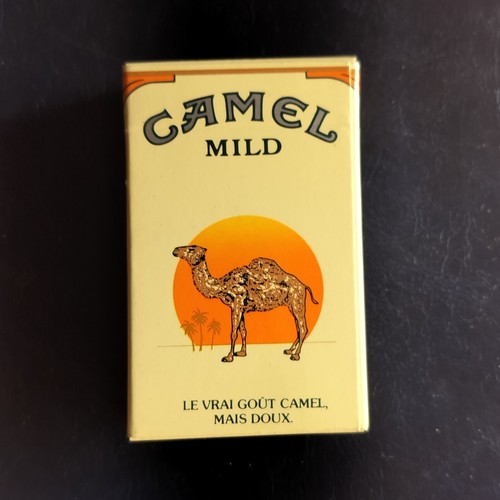 CAMEL
MILD
LE VRAI GOÛT CAMEL,
MAIS DOUX.